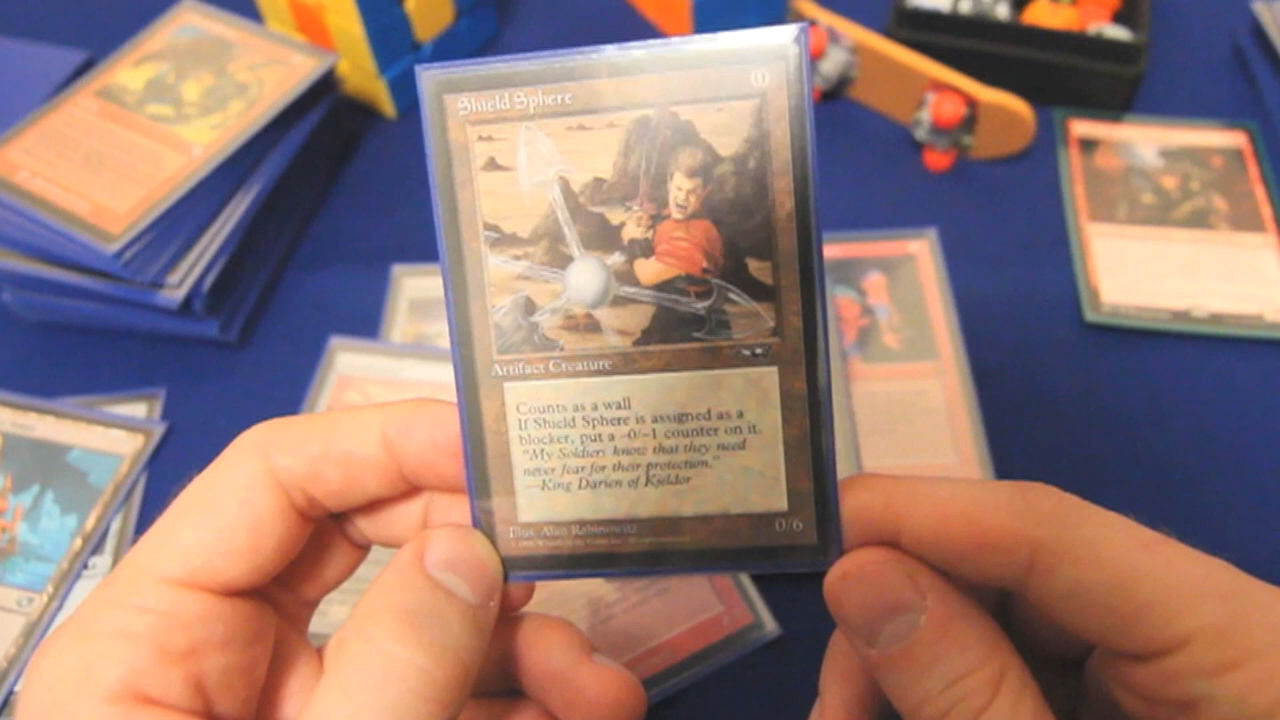 Shield Sphere
Artifact Creature
Counts as a wall
If Shield Sphere is assigned as a
blocker, put a -0/-1 counter on it.
"My Soldiers know that they need
never fear for their protection."
—King Darien of Kjeldor
Illus. Alan Rabinowitz
0/6